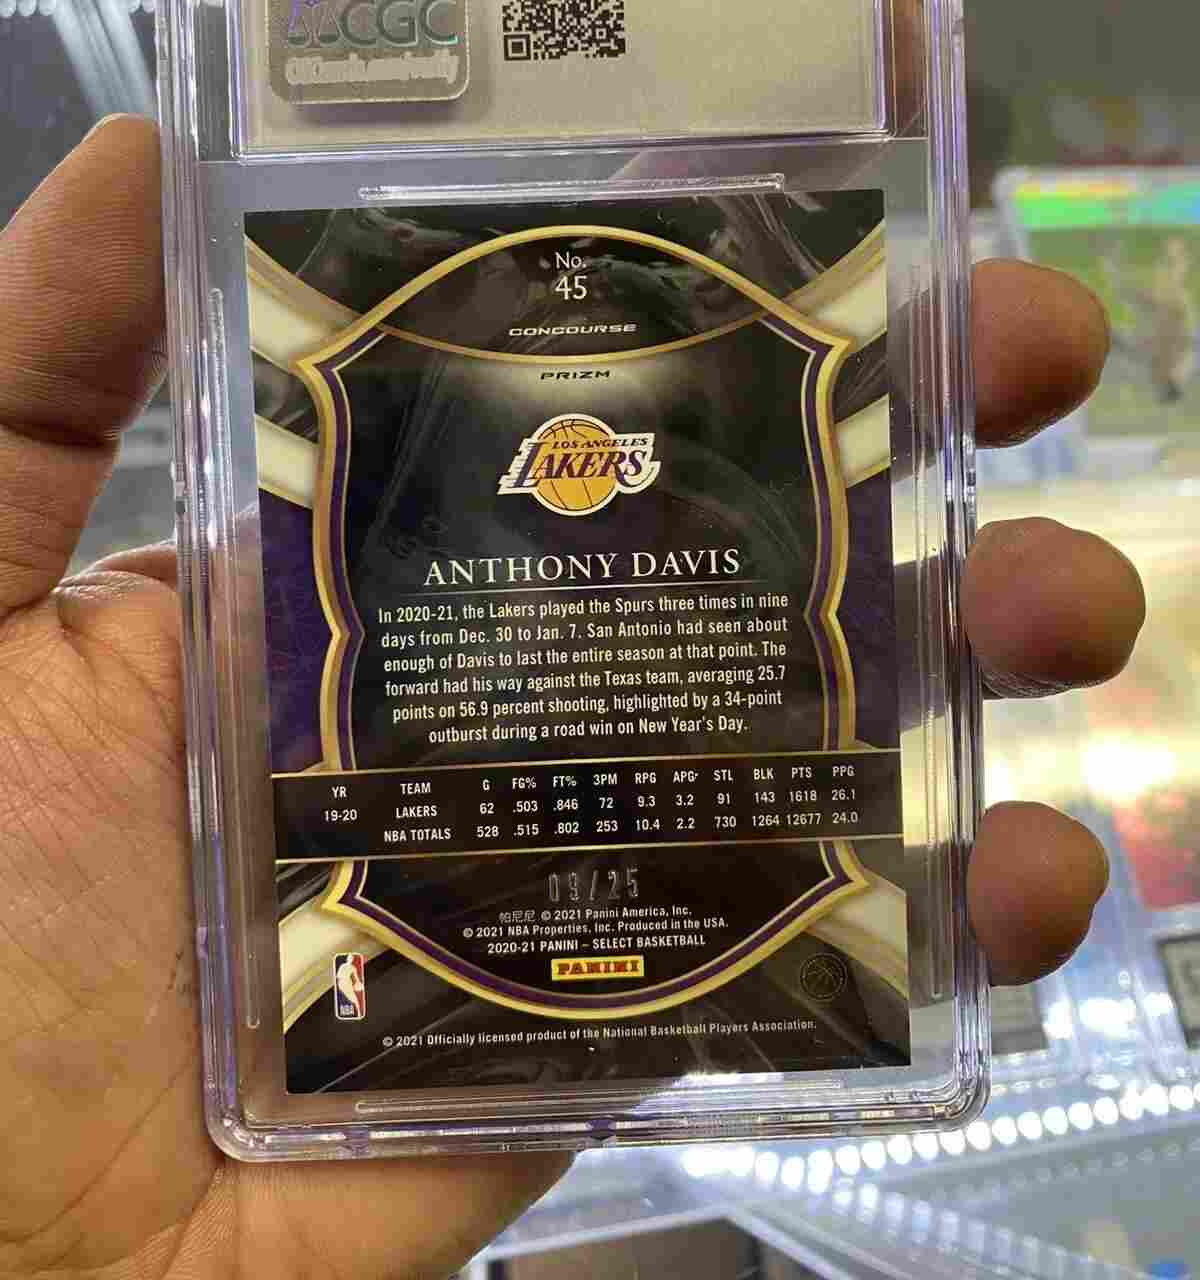 CGC
No.
45
CONCOURSE
PRIZM
LOS ANGELES
LAKERS
ANTHONY DAVIS
In 2020-21, the Lakers played the Spurs three times in nine
days from Dec. 30 to Jan. 7. San Antonio had seen about
enough of Davis to last the entire season at that point. The
forward had his way against the Texas team, averaging 25.7
points on 56.9 percent shooting, highlighted by a 34-point
outburst during a road win on New Year's Day.
YR TEAM G FG% FT% 3PM RPG APG STL BLK PTS PPG
19-20 LAKERS 62 .503 .846 72 9.3 3.2 91 143 1618 26.1
NBA TOTALS 528 .515 .802 253 10.4 2.2 730 1264 12677 24.0
09/25
帕尼尼 © 2021 Panini America, Inc.
© 2021 NBA Properties, Inc. Produced in the USA.
2020-21 PANINI – SELECT BASKETBALL
PANINI
NBA
© 2021 Officially licensed product of the National Basketball Players Association.